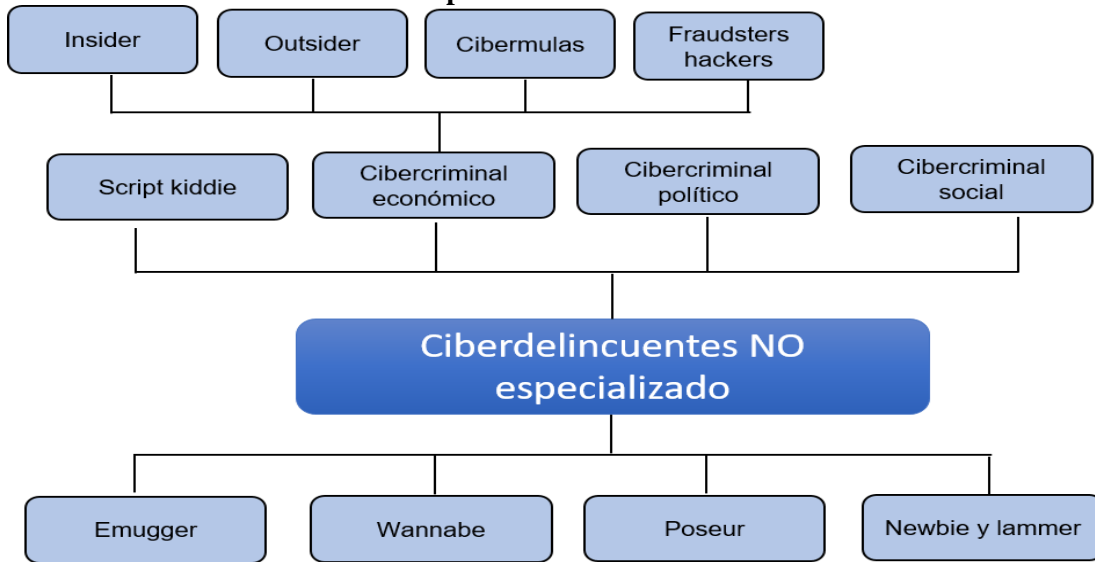 Insider
Outsider
Cibermulas
Fraudsters
hackers
Script kiddie
Cibercriminal
económico
Cibercriminal
político
Cibercriminal
social
Ciberdelincuentes NO
especializado
Emugger
Wannabe
Poseur
Newbie y lammer